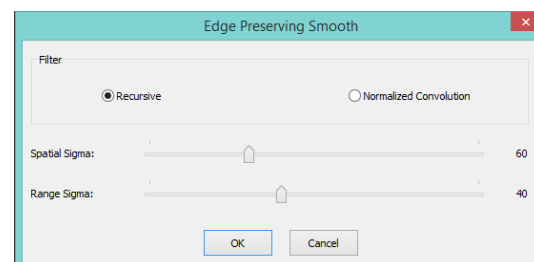 Edge Preserving Smooth
Filter
Recursive
Normalized Convolution
Spatial Sigma: 60
Range Sigma: 40
OK Cancel